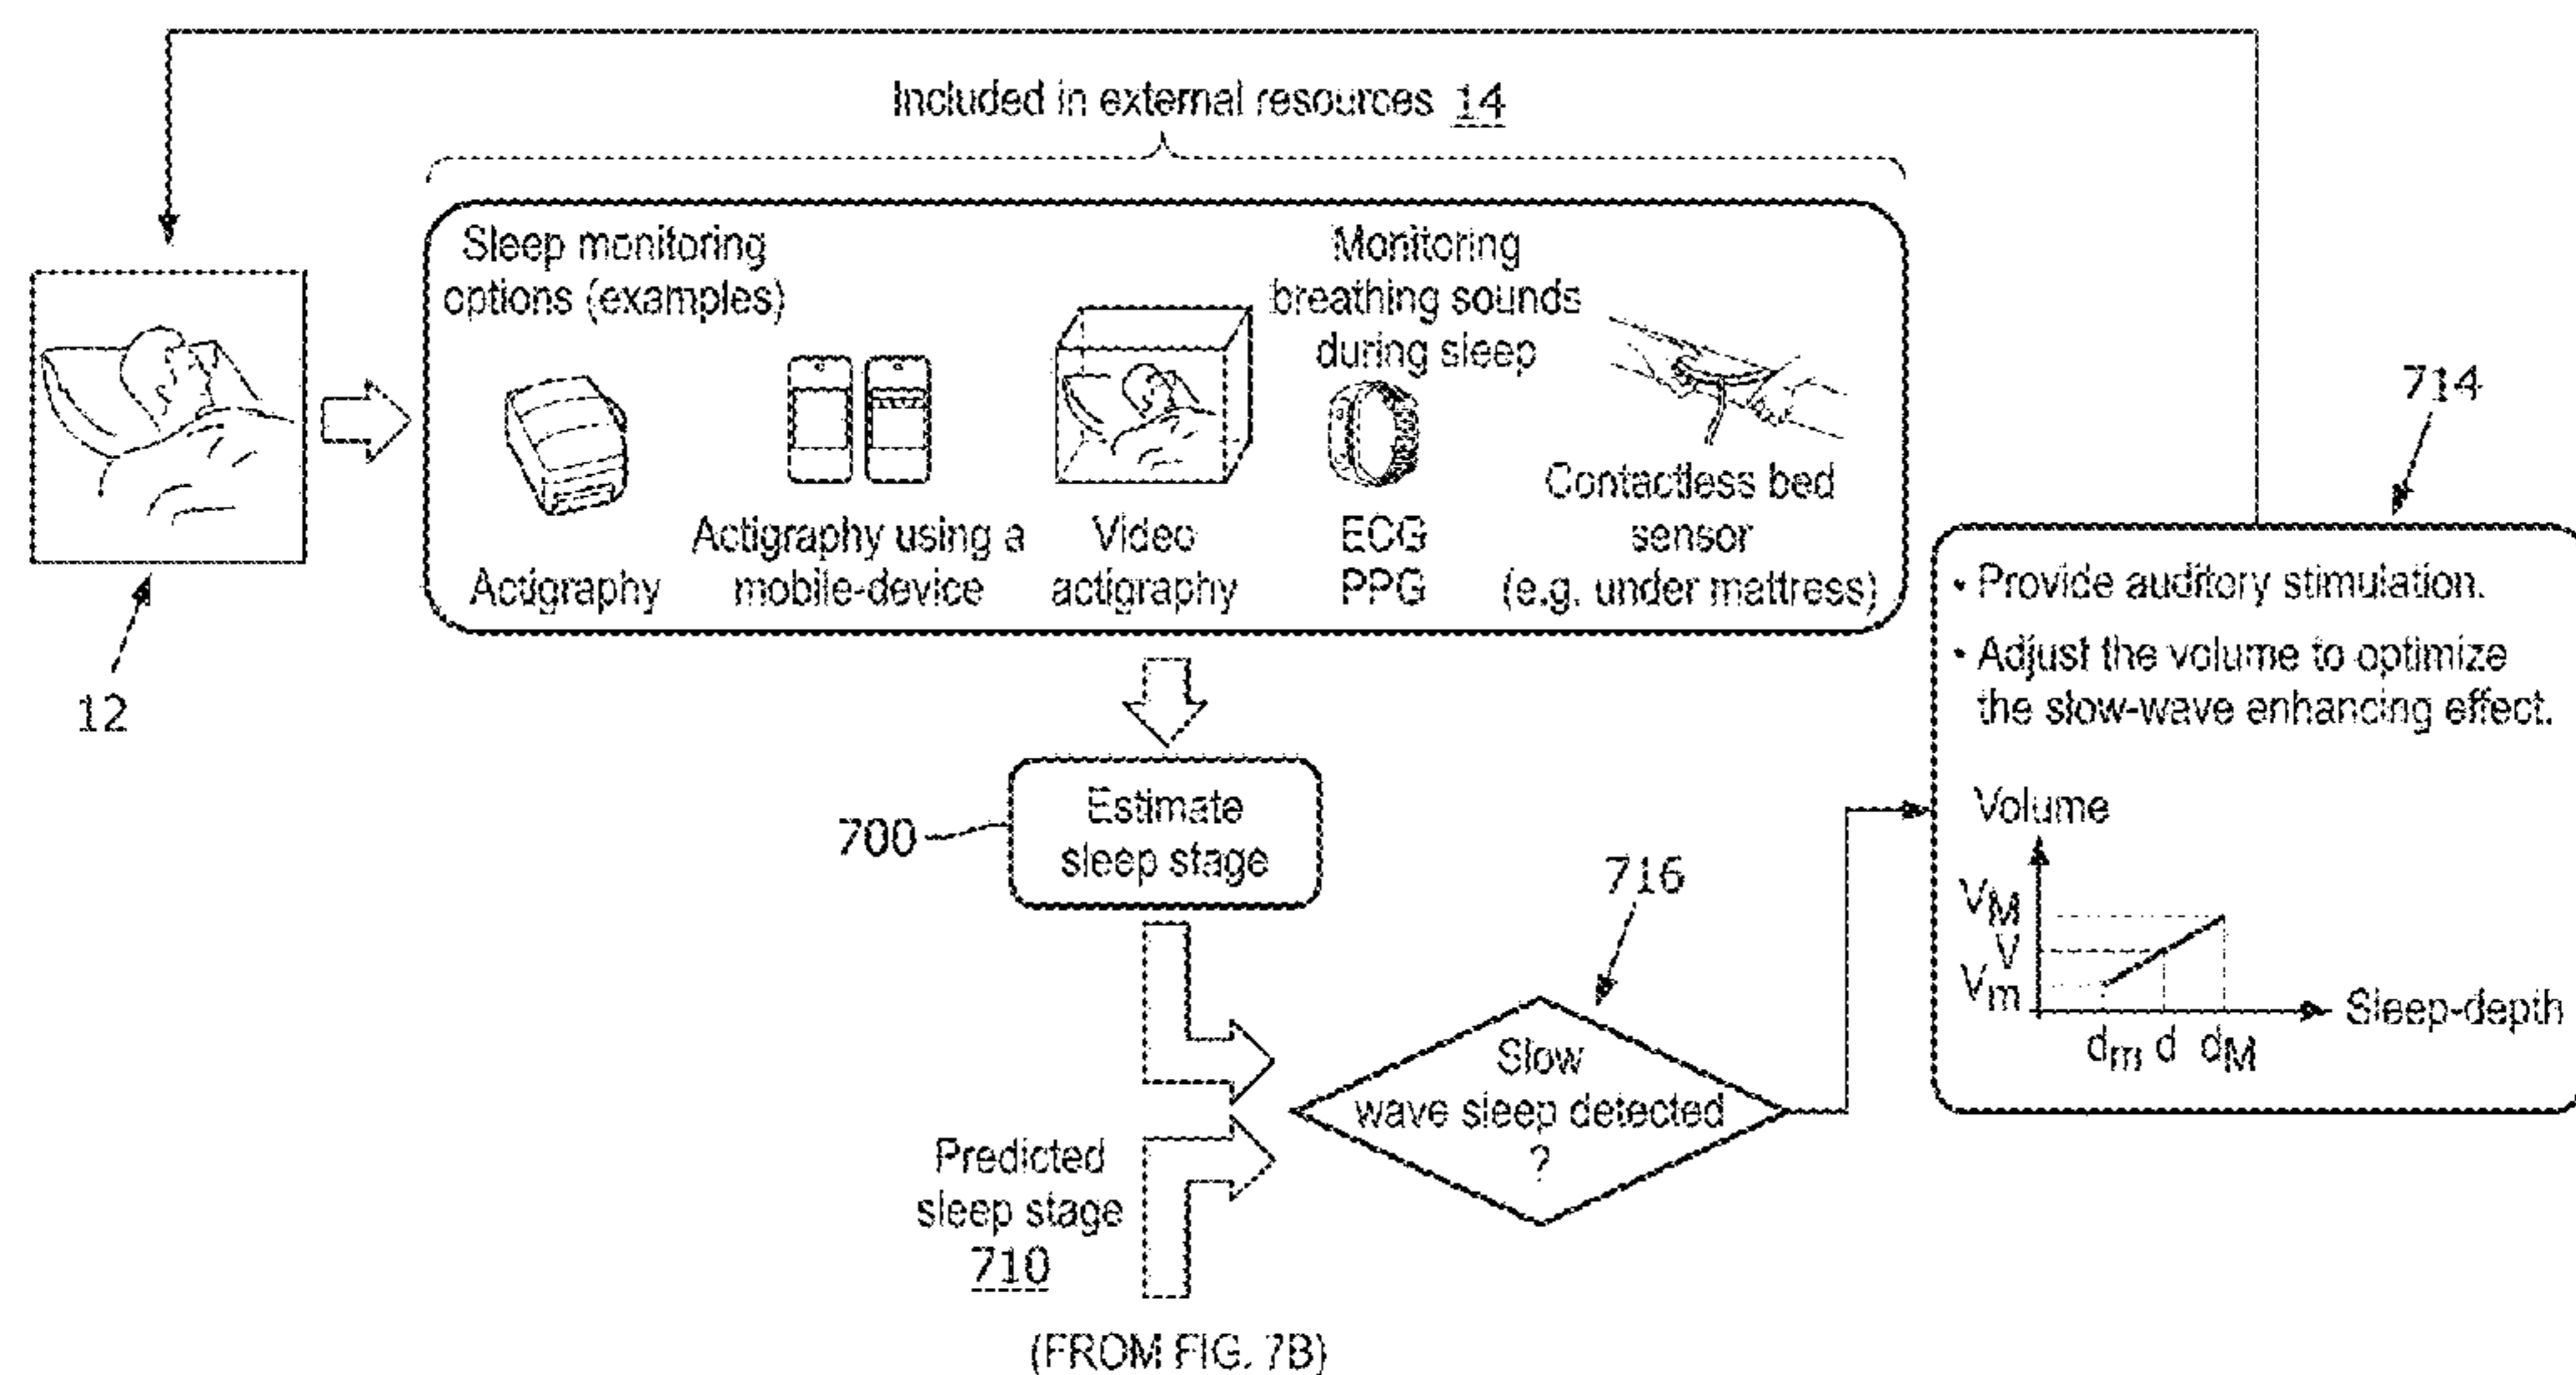 Included in external resources 14
Sleep monitoring
options (examples)
Monitoring
breathing sounds
during sleep
Actigraphy
Actigraphy using a
mobile-device
Video
actigraphy
ECG
PPG
Contactless bed
sensor
(e.g. under mattress)
12
714
• Provide auditory stimulation.
• Adjust the volume to optimize
the slow-wave enhancing effect.
Volume
VM
V
Vm
Sleep-depth
dm d dM
700
Estimate
sleep stage
716
Slow
wave sleep detected
?
Predicted
sleep stage
710
(FROM FIG. 7B)